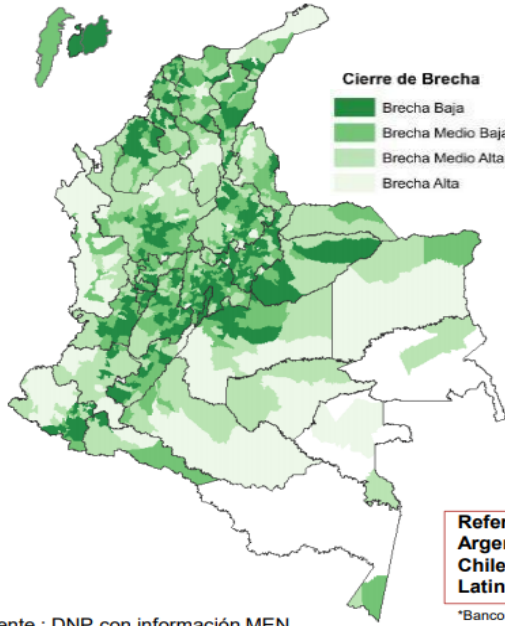 Cierre de Brecha
Brecha Baja
Brecha Medio Baja
Brecha Medio Alta
Brecha Alta
Refer
Argen
Chile
Latin
*Banco
ente : DNP con información MEN